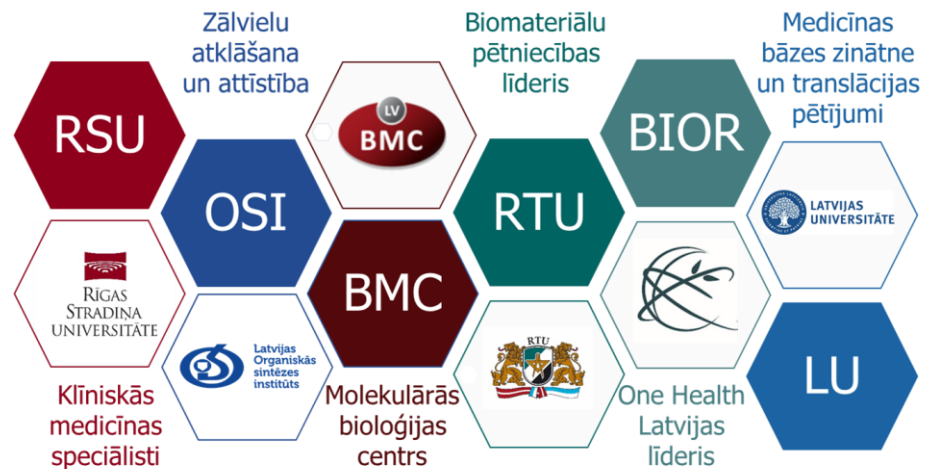 RSU
Rīgas
Stradiņa
universitāte
Klīniskās
medicīnas
speciālisti
Zālvielu
atklāšana
un attīstība
OSI
Latvijas
Organiskās
sintēzes
institūts
LV
BMC
BMC
Molekulārās
bioloģijas
centrs
Biomateriālu
pētniecības
līderis
RTU
RTU
BIOR
One Health
Latvijas
līderis
Medicīnas
bāzes zinātne
un translācijas
pētījumi
LATVIJAS
UNIVERSITĀTE
LU